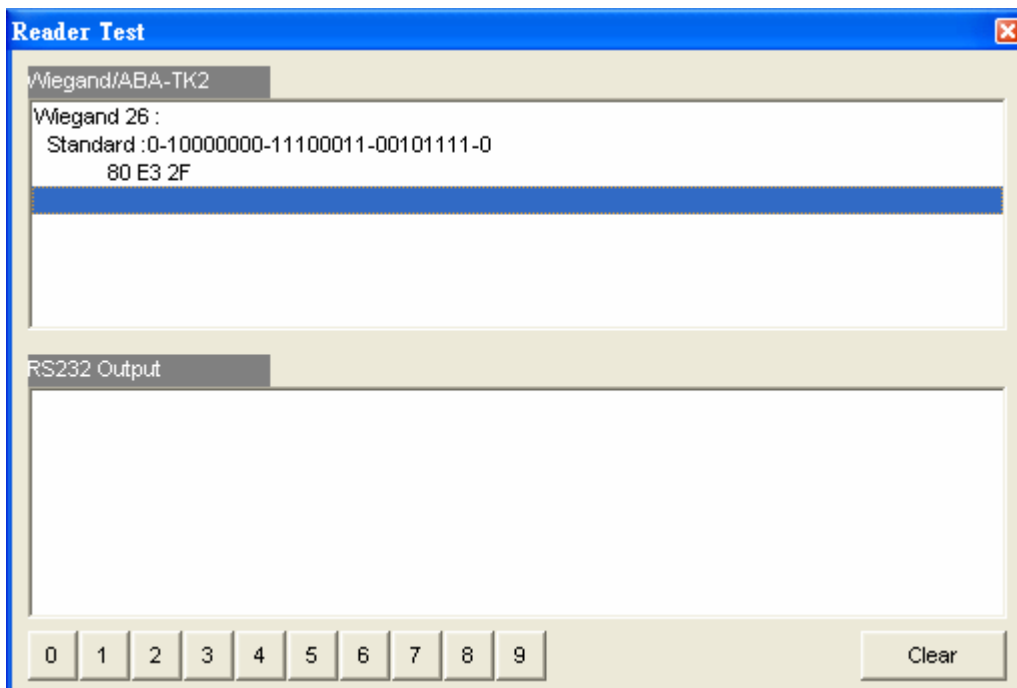 Reader Test
Wiegand/ABA-TK2
Wiegand 26 :
Standard :0-10000000-11100011-00101111-0
80 E3 2F
RS232 Output
0 1 2 3 4 5 6 7 8 9 Clear